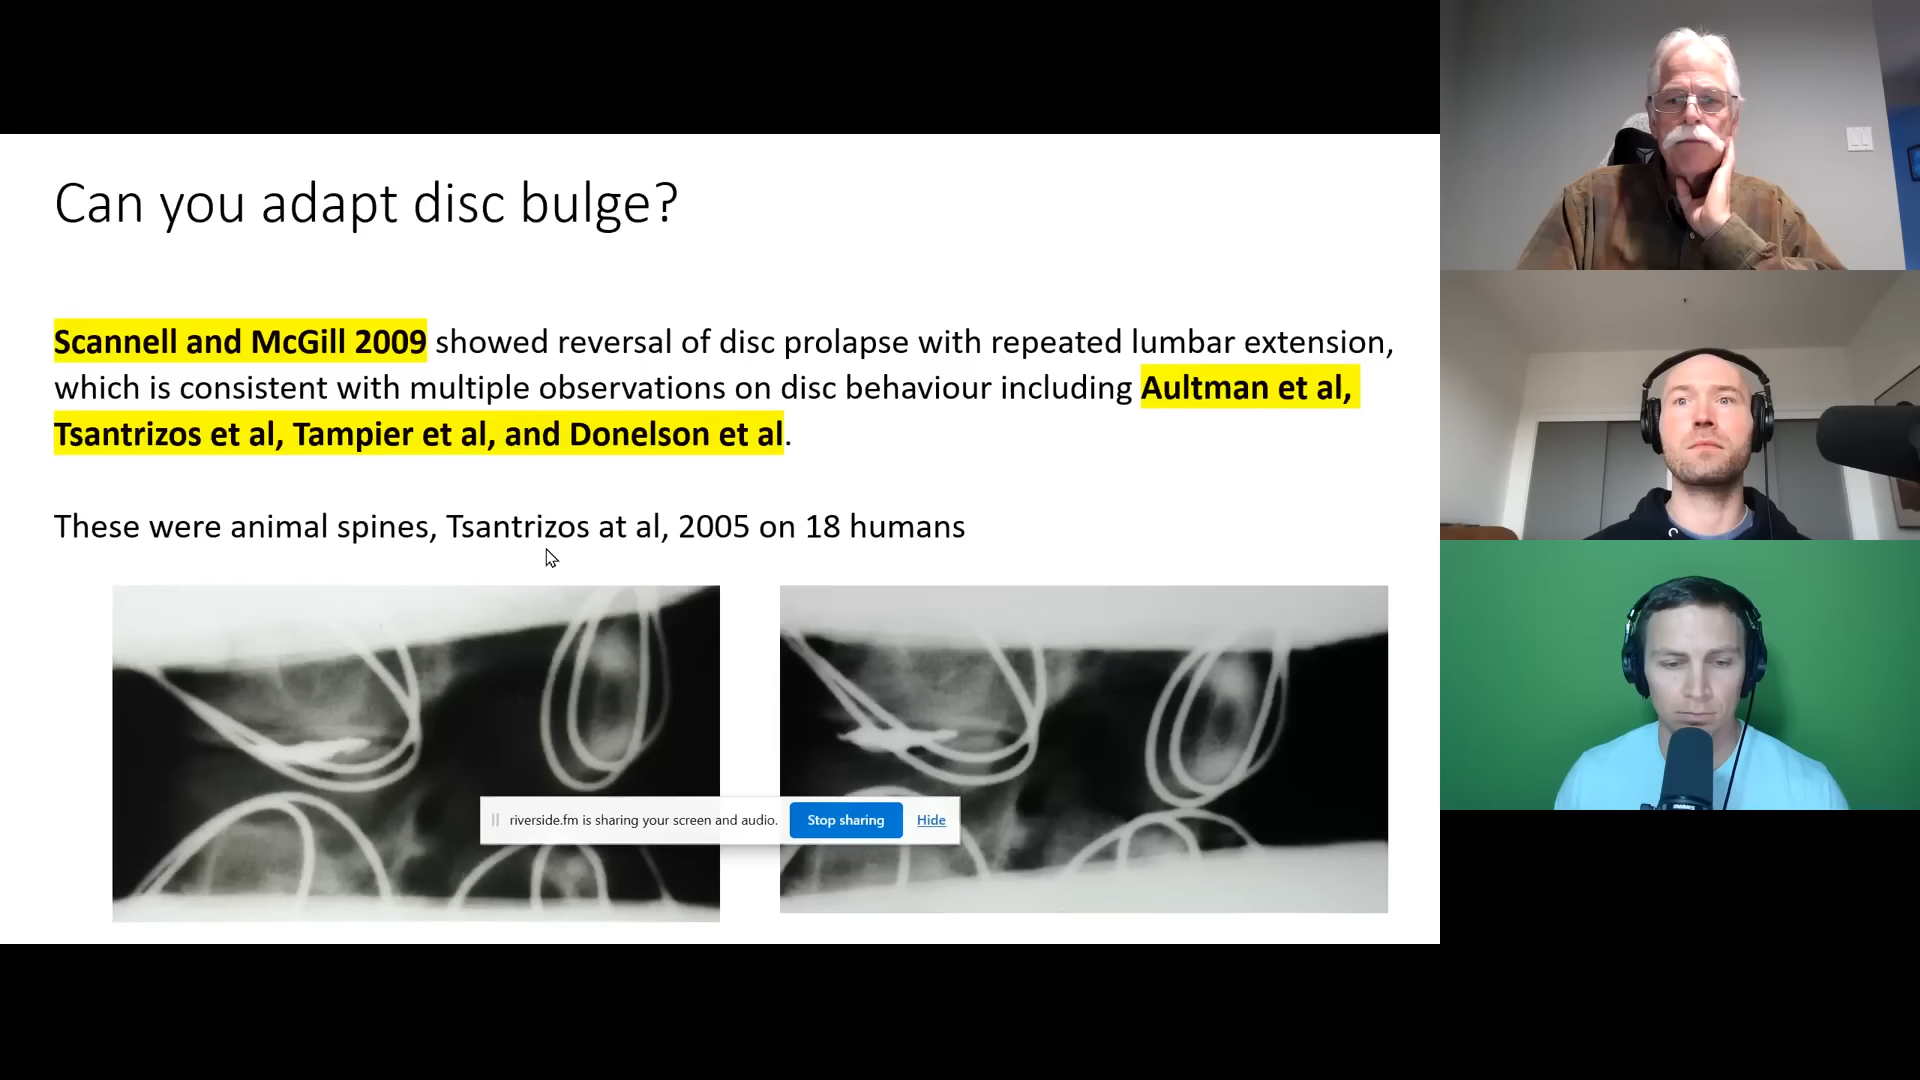 Can you adapt disc bulge?
Scannell and McGill 2009 showed reversal of disc prolapse with repeated lumbar extension,
which is consistent with multiple observations on disc behaviour including Aultman et al,
Tsantrizos et al, Tampier et al, and Donelson et al.
These were animal spines, Tsantrizos at al, 2005 on 18 humans
riverside.fm is sharing your screen and audio. Stop sharing Hide